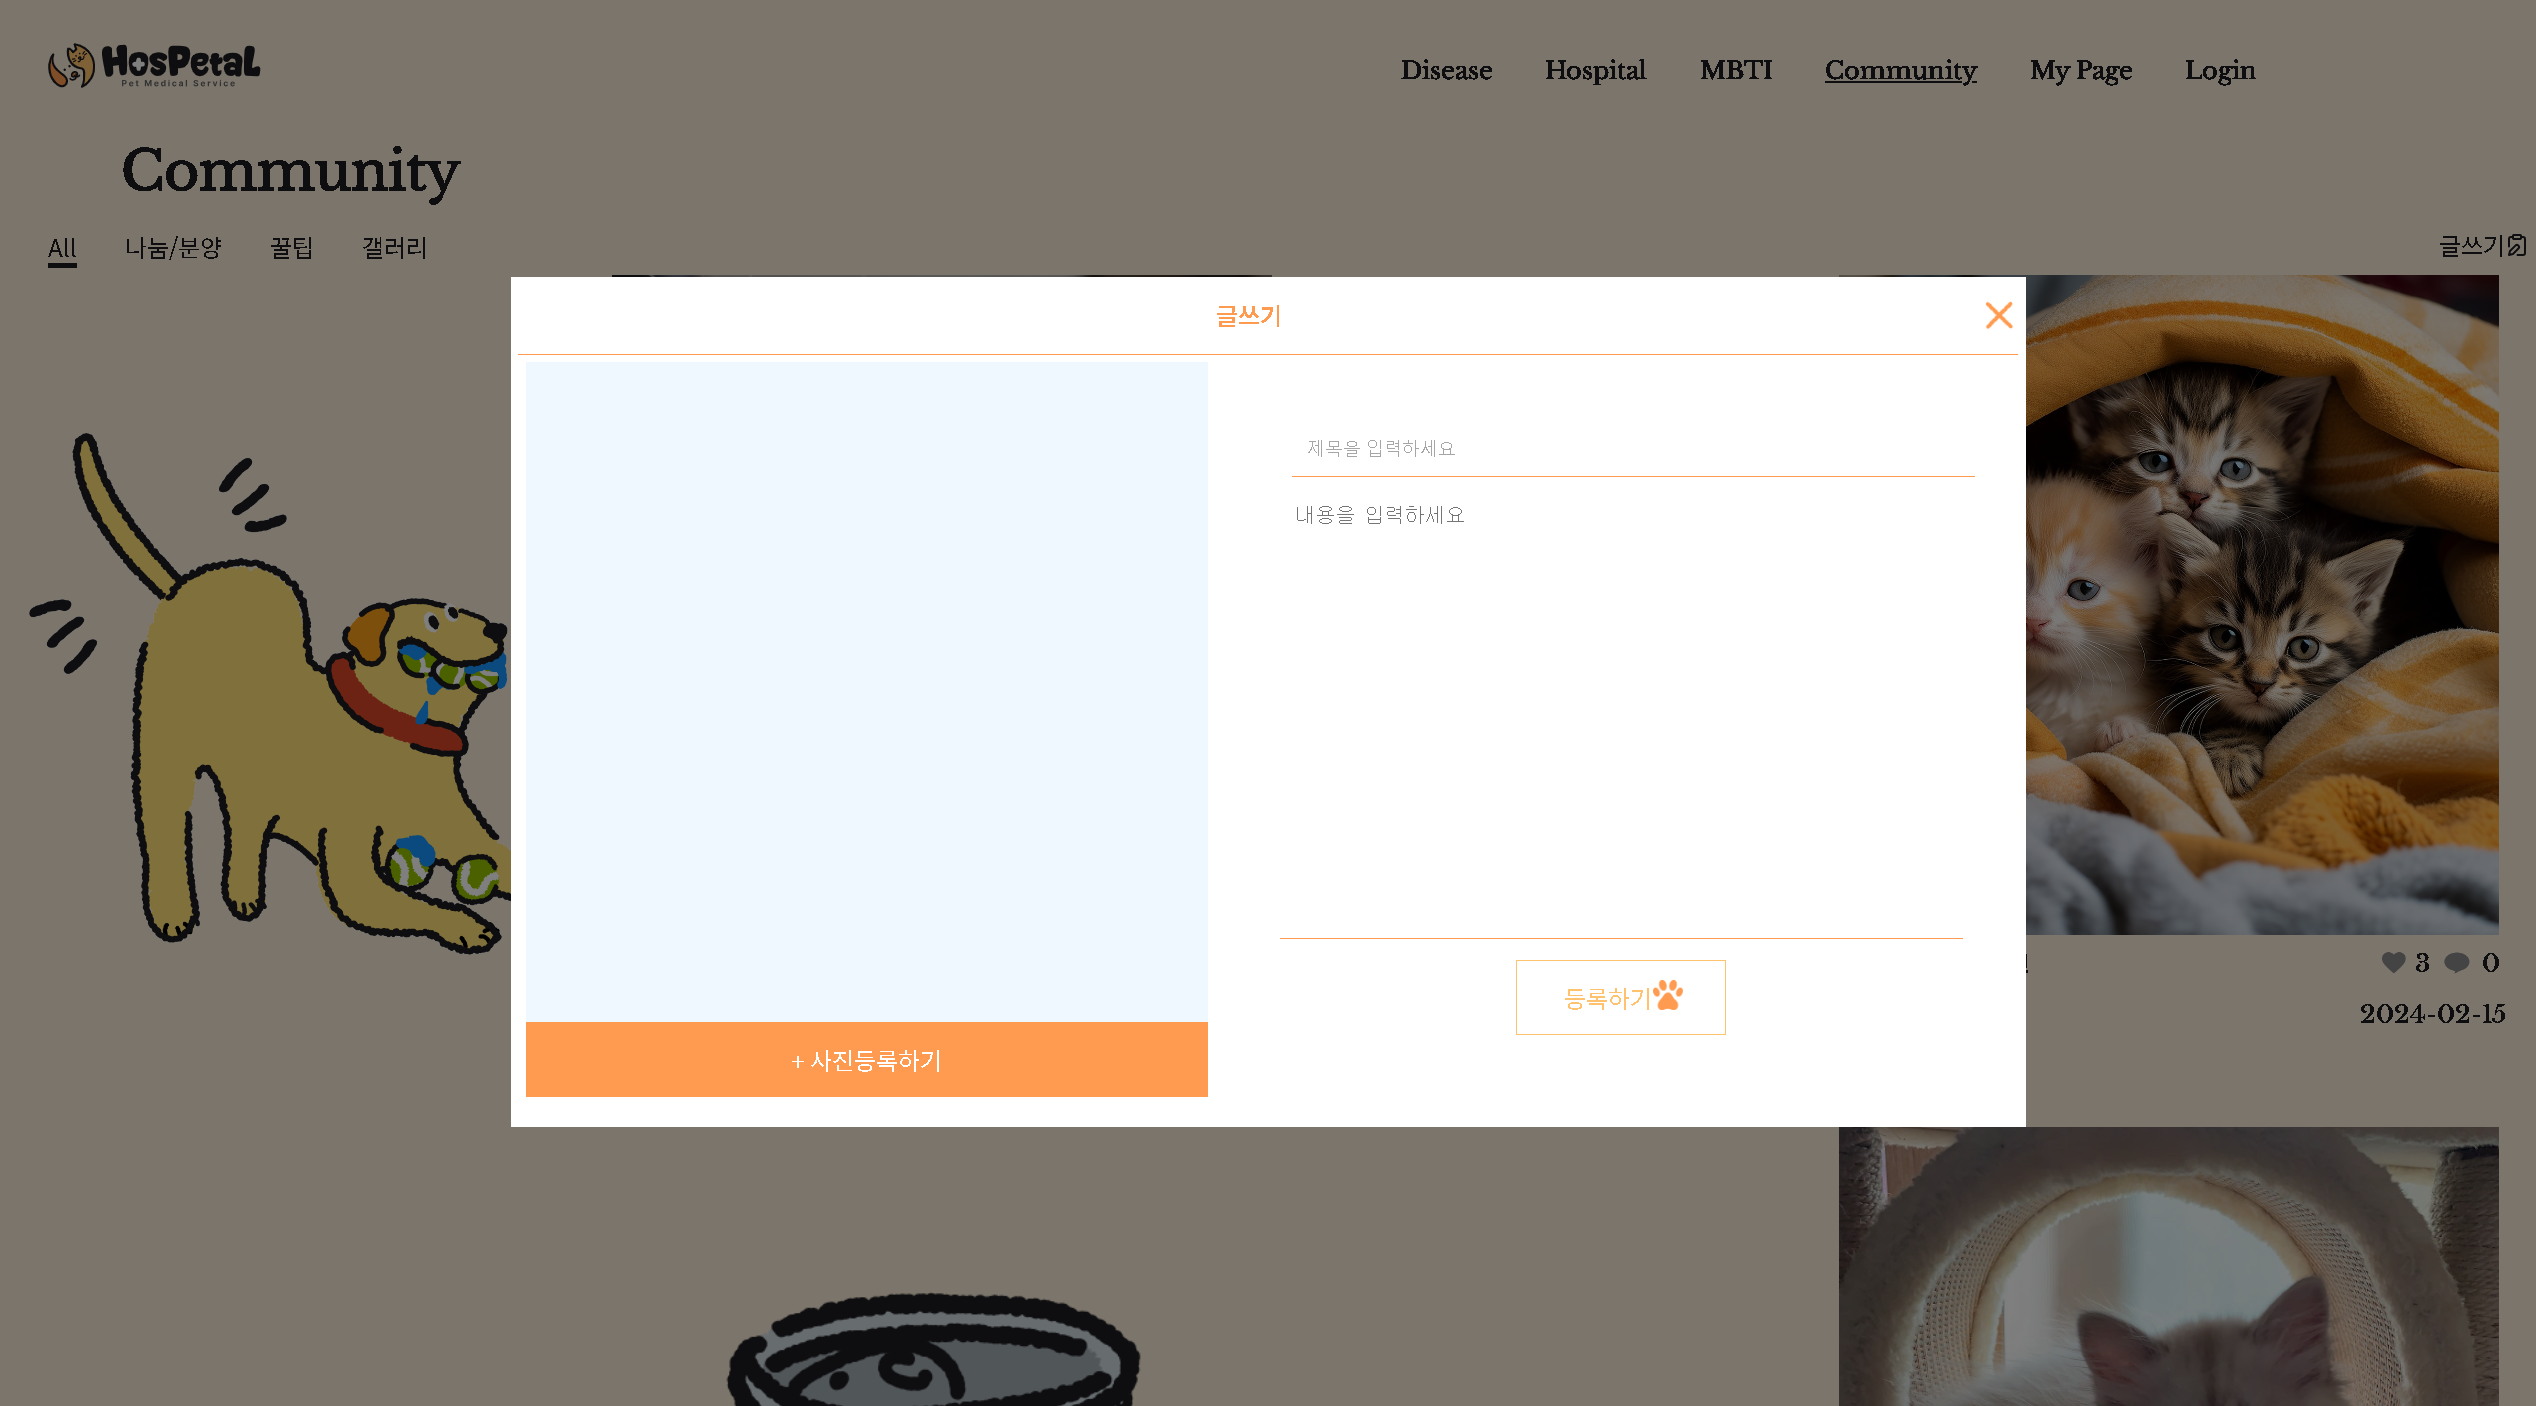 HosPetaL
Pet Medical Service
Disease Hospital MBTI Community My Page Login
Community
All 나눔/분양 꿀팁 갤러리 글쓰기
글쓰기
제목을 입력하세요
내용을 입력하세요
3 0
등록하기
2024-02-15
+ 사진등록하기